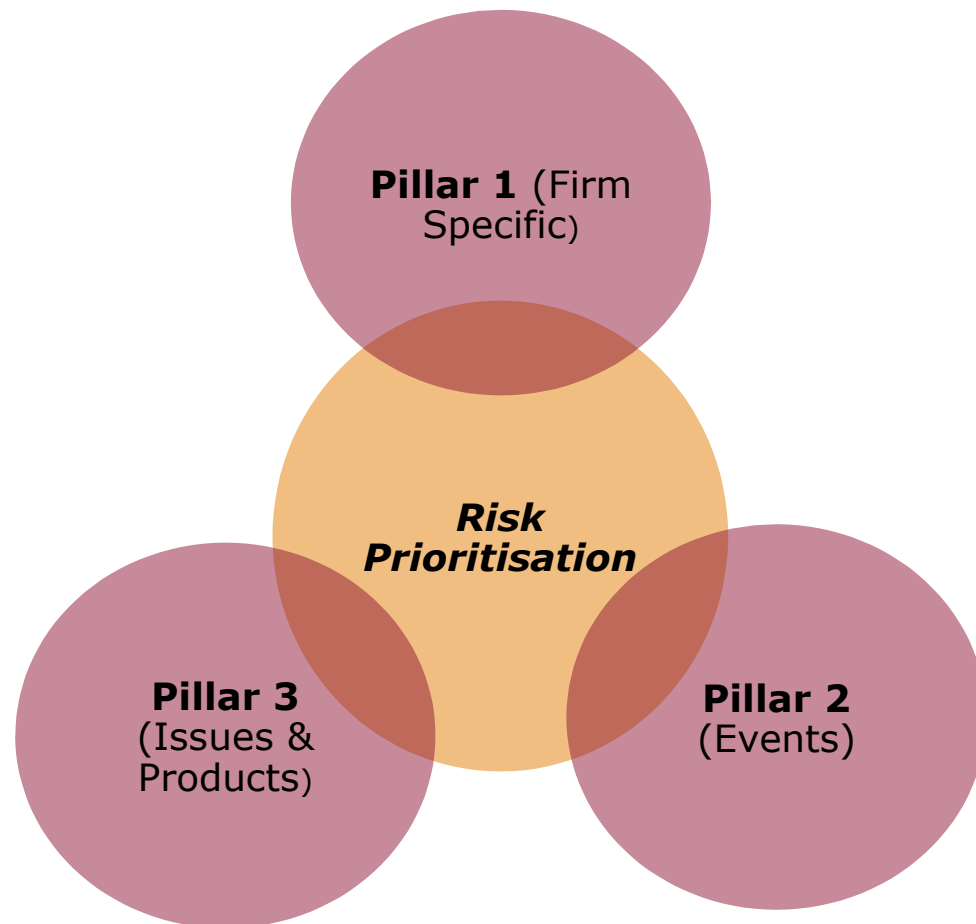 Pillar 1 (Firm
Specific)
Risk
Prioritisation
Pillar 3
(Issues &
Products)
Pillar 2
(Events)